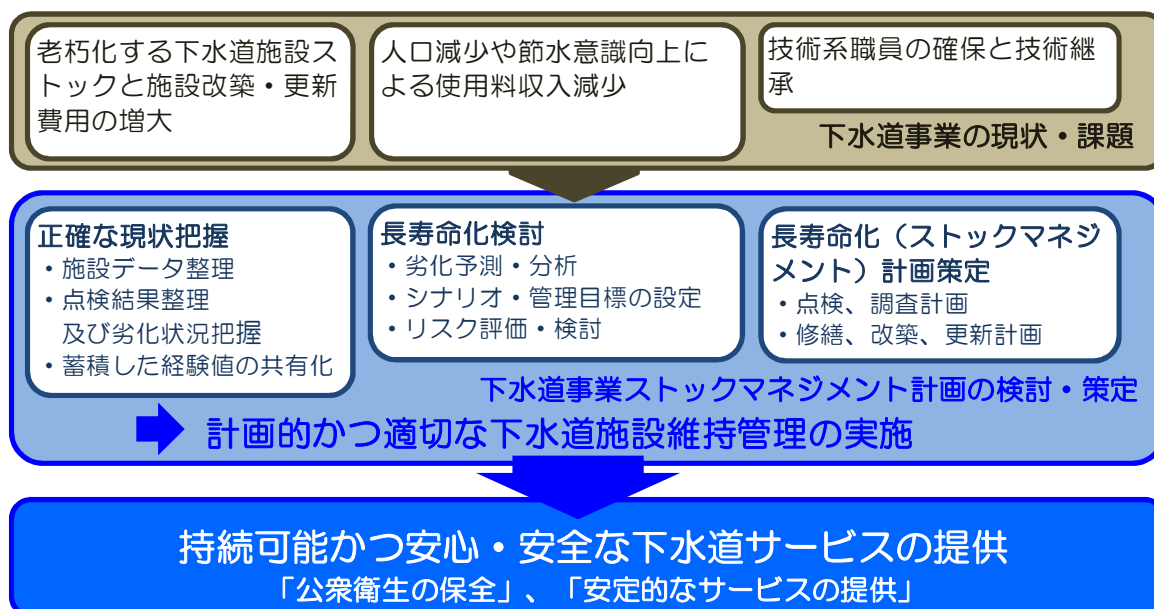 老朽化する下水道施設ス
トックと施設改築・更新
費用の増大
人口減少や節水意識向上に
よる使用料収入減少
技術系職員の確保と技術継
承
下水道事業の現状・課題
正確な現状把握
・施設データ整理
・点検結果整理
及び劣化状況把握
・蓄積した経験値の共有化
長寿命化検討
・劣化予測・分析
・シナリオ・管理目標の設定
・リスク評価・検討
長寿命化（ストックマネジ
メント）計画策定
・点検、調査計画
・修繕、改築、更新計画
下水道事業ストックマネジメント計画の検討・策定
計画的かつ適切な下水道施設維持管理の実施
持続可能かつ安心・安全な下水道サービスの提供
「公衆衛生の保全」、「安定的なサービスの提供」